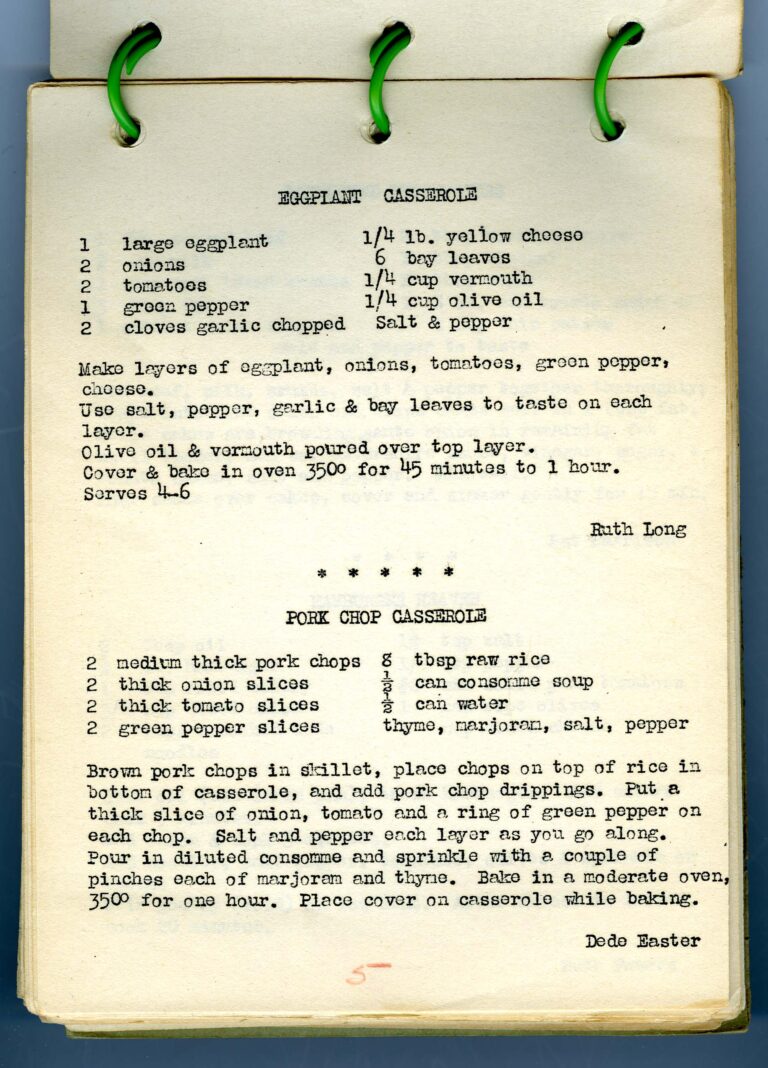 EGGPLANT CASSEROLE
1 large eggplant 1/4 lb. yellow cheese
2 onions 6 bay leaves
2 tomatoes 1/4 cup vermouth
1 green pepper 1/4 cup olive oil
2 cloves garlic chopped Salt & pepper
Make layers of eggplant, onions, tomatoes, green pepper,
cheese.
Use salt, pepper, garlic & bay leaves to taste on each
layer.
Olive oil & vermouth poured over top layer.
Cover & bake in oven 350o for 45 minutes to 1 hour.
Serves 4-6
Ruth Long
* * * * *
PORK CHOP CASSEROLE
2 medium thick pork chops 8 tbsp raw rice
2 thick onion slices ½ can consomme soup
2 thick tomato slices ½ can water
2 green pepper slices thyme, marjoram, salt, pepper
Brown pork chops in skillet, place chops on top of rice in
bottom of casserole, and add pork chop drippings. Put a
thick slice of onion, tomato and a ring of green pepper on
each chop. Salt and pepper each layer as you go along.
Pour in diluted consomme and sprinkle with a couple of
pinches each of marjoram and thyme. Bake in a moderate oven,
350o for one hour. Place cover on casserole while baking.
Dede Easter
5